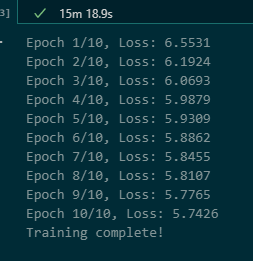 3] ✓ 15m 18.9s
Epoch 1/10, Loss: 6.5531
Epoch 2/10, Loss: 6.1924
Epoch 3/10, Loss: 6.0693
Epoch 4/10, Loss: 5.9879
Epoch 5/10, Loss: 5.9309
Epoch 6/10, Loss: 5.8862
Epoch 7/10, Loss: 5.8455
Epoch 8/10, Loss: 5.8107
Epoch 9/10, Loss: 5.7765
Epoch 10/10, Loss: 5.7426
Training complete!